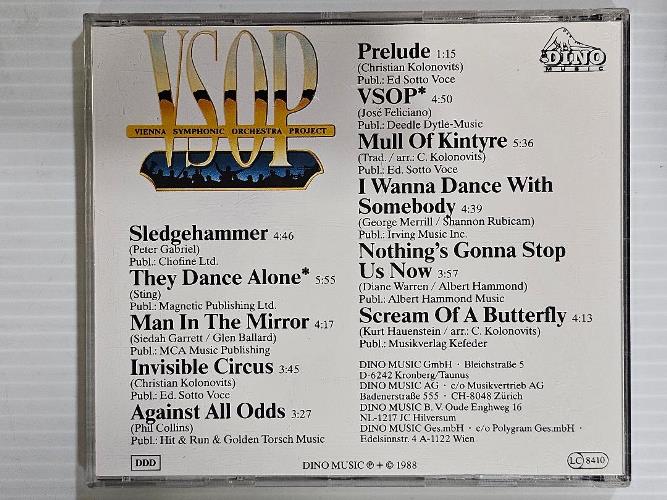 VSOP
VIENNA SYMPHONIC ORCHESTRA PROJECT
Sledgehammer 4:46
(Peter Gabriel)
Publ.: Chofine Ltd.
They Dance Alone* 5:55
(Sting)
Publ.: Magnetic Publishing Ltd.
Man In The Mirror 4:17
(Siedah Garrett / Glen Ballard)
Publ.: MCA Music Publishing
Invisible Circus 3:45
(Christian Kolonovits)
Publ.: Ed. Sotto Voce
Against All Odds 3:27
(Phil Collins)
Publ.: Hit & Run & Golden Torsch Music
DDD
Prelude 1:15
(Christian Kolonovits)
Publ.: Ed Sotto Voce
VSOP* 4:50
(José Feliciano)
Publ.: Deedle Dytle-Music
Mull Of Kintyre 5:36
(Trad. / arr.: C. Kolonovits)
Publ.: Ed. Sotto Voce
I Wanna Dance With
Somebody 4:39
(George Merrill / Shannon Rubicam)
Publ.: Irving Music Inc.
Nothing's Gonna Stop
Us Now 3:57
(Diane Warren / Albert Hammond)
Publ.: Albert Hammond Music
Scream Of A Butterfly 4:13
(Kurt Hauenstein / arr.: C. Kolonovits)
Publ.: Musikverlag Kefeder
DINO MUSIC GmbH · Bleichstraße 5
D-6242 Kronberg/Taunus
DINO MUSIC AG · c/o Musikvertrieb AG
Badenerstraße 555 · CH-8048 Zürich
DINO MUSIC B. V. Oude Enghweg 16
NL-1217 JC Hilversum
DINO MUSIC Ges.mbH · c/o Polygram Ges.mbH ·
Edelsinnstr. 4 A-1122 Wien
DINO
MUSIC
DINO MUSIC ℗ + © 1988
LC 8410